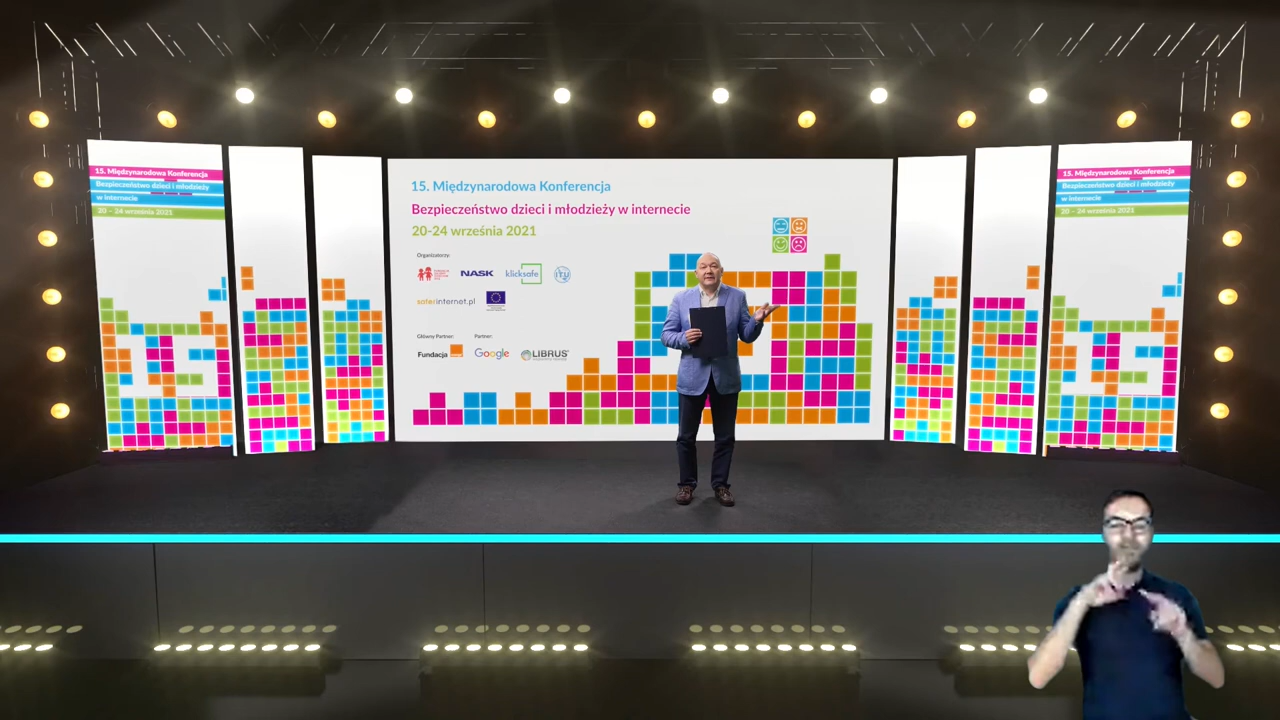 15. Międzynarodowa Konferencja
Bezpieczeństwo dzieci i młodzieży
w internecie
20 – 24 września 2021
15. Międzynarodowa Konferencja
Bezpieczeństwo dzieci i młodzieży w internecie
20-24 września 2021
Organizatorzy:
NASK
klicksafe
ITU
saferinternet.pl
Główny Partner:
Partner:
Fundacja
Google
LIBRUS
15. Międzynarodowa Konferencja
Bezpieczeństwo dzieci i młodzieży
w internecie
20 – 24 września 2021